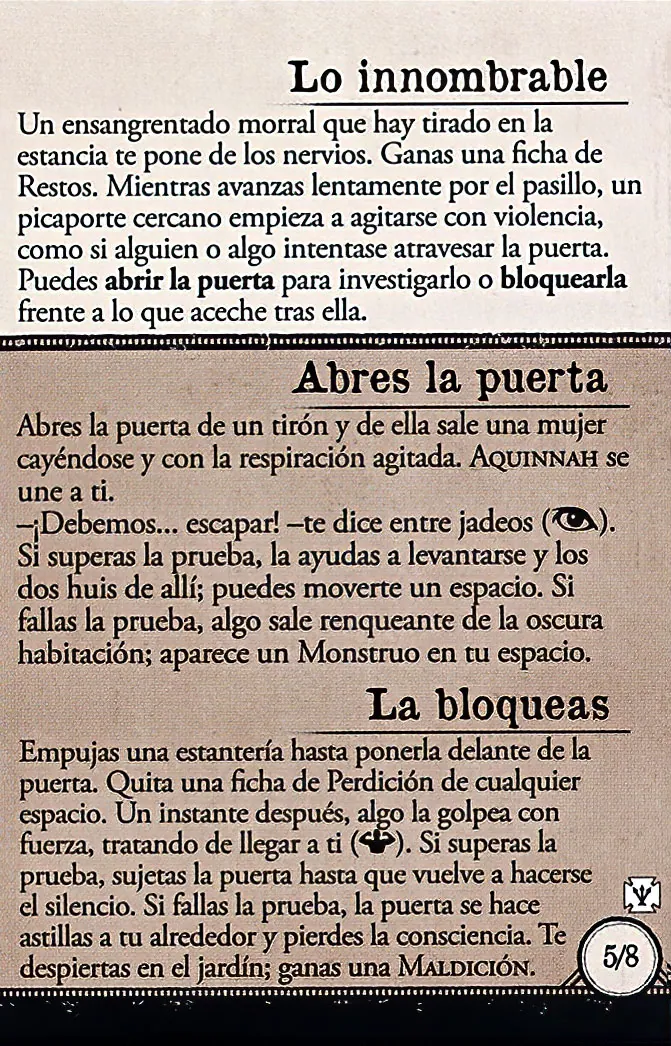 Lo innombrable
Un ensangrentado morral que hay tirado en la
estancia te pone de los nervios. Ganas una ficha de
Restos. Mientras avanzas lentamente por el pasillo, un
picaporte cercano empieza a agitarse con violencia,
como si alguien o algo intentase atravesar la puerta.
Puedes abrir la puerta para investigarlo o bloquearla
frente a lo que aceche tras ella.
Abres la puerta
Abres la puerta de un tirón y de ella sale una mujer
cayéndose y con la respiración agitada. AQUINNAH se
une a ti.
–¡Debemos... escapar! –te dice entre jadeos ( ).
Si superas la prueba, la ayudas a levantarse y los
dos huis de allí; puedes moverte un espacio. Si
fallas la prueba, algo sale renqueante de la oscura
habitación; aparece un Monstruo en tu espacio.
La bloqueas
Empujas una estantería hasta ponerla delante de la
puerta. Quita una ficha de Perdición de cualquier
espacio. Un instante después, algo la golpea con
fuerza, tratando de llegar a ti ( ). Si superas la
prueba, sujetas la puerta hasta que vuelve a hacerse
el silencio. Si fallas la prueba, la puerta se hace
astillas a tu alrededor y pierdes la consciencia. Te
despiertas en el jardín; ganas una MALDICIÓN.
5/8